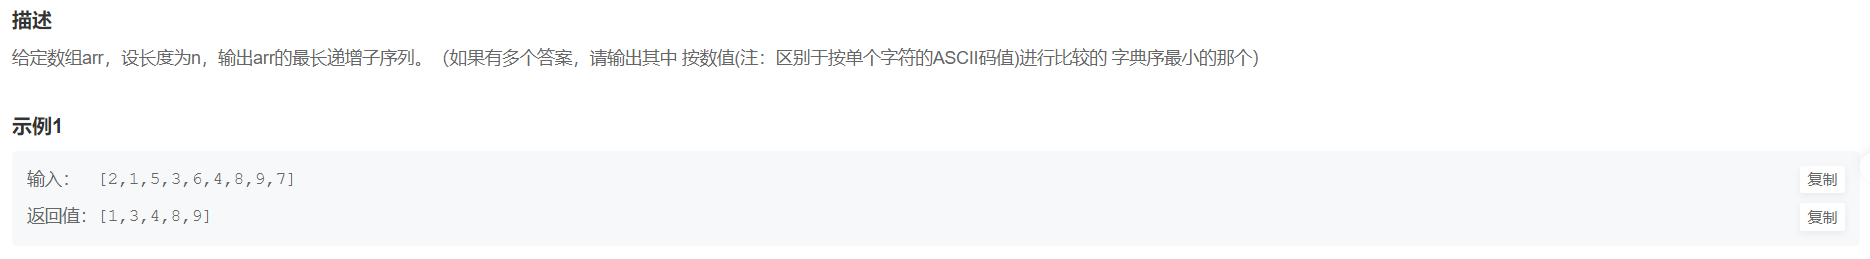 描述
给定数组arr，设长度为n，输出arr的最长递增子序列。（如果有多个答案，请输出其中 按数值(注：区别于按单个字符的ASCII码值)进行比较的 字典序最小的那个）
示例1
输入： [2,1,5,3,6,4,8,9,7]
复制
返回值：[1,3,4,8,9]
复制